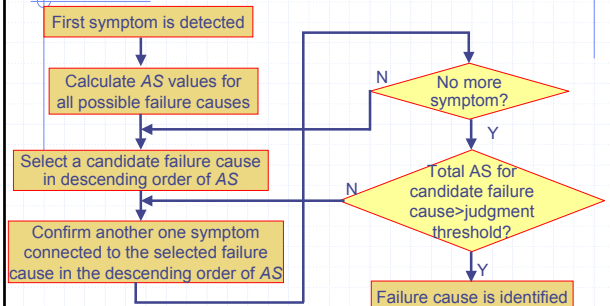 First symptom is detected
Calculate AS values for
all possible failure causes
Select a candidate failure cause
in descending order of AS
Confirm another one symptom
connected to the selected failure
cause in the descending order of AS
N
No more
symptom?
Y
N
Total AS for
candidate failure
cause>judgment
threshold?
Y
Failure cause is identified